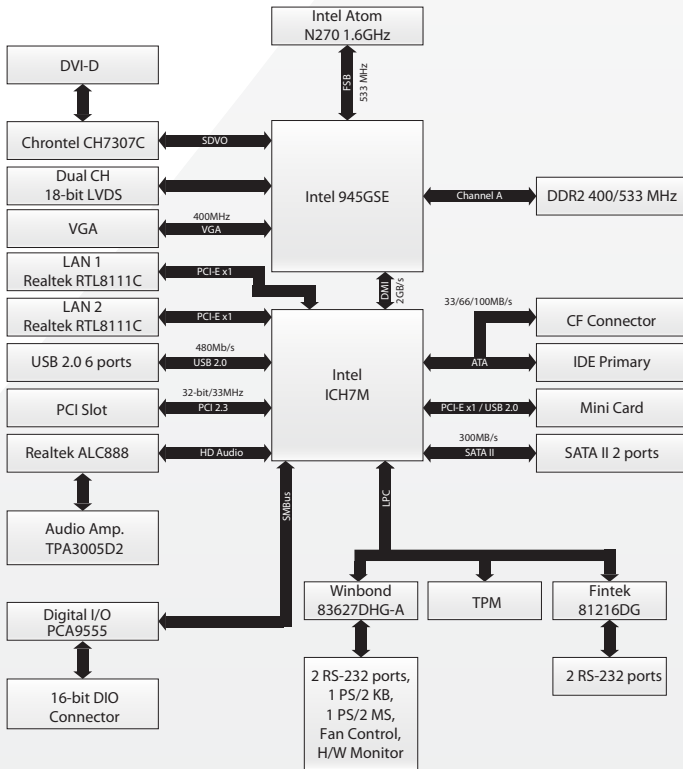 Intel Atom
N270 1.6GHz
FSB
533 MHz
DVI-D
Chrontel CH7307C
SDVO
Dual CH
18-bit LVDS
Intel 945GSE
Channel A
DDR2 400/533 MHz
VGA
400MHz
VGA
LAN 1
Realtek RTL8111C
PCI-E x1
DMI
2GB/s
LAN 2
Realtek RTL8111C
PCI-E x1
33/66/100MB/s
CF Connector
USB 2.0 6 ports
480Mb/s
USB 2.0
Intel
ICH7M
ATA
IDE Primary
PCI Slot
32-bit/33MHz
PCI 2.3
PCI-E x1 / USB 2.0
Mini Card
Realtek ALC888
HD Audio
300MB/s
SATA II
SATA II 2 ports
SMBus
LPC
Audio Amp.
TPA3005D2
Winbond
83627DHG-A
TPM
Fintek
81216DG
Digital I/O
PCA9555
2 RS-232 ports,
1 PS/2 KB,
1 PS/2 MS,
Fan Control,
H/W Monitor
2 RS-232 ports
16-bit DIO
Connector